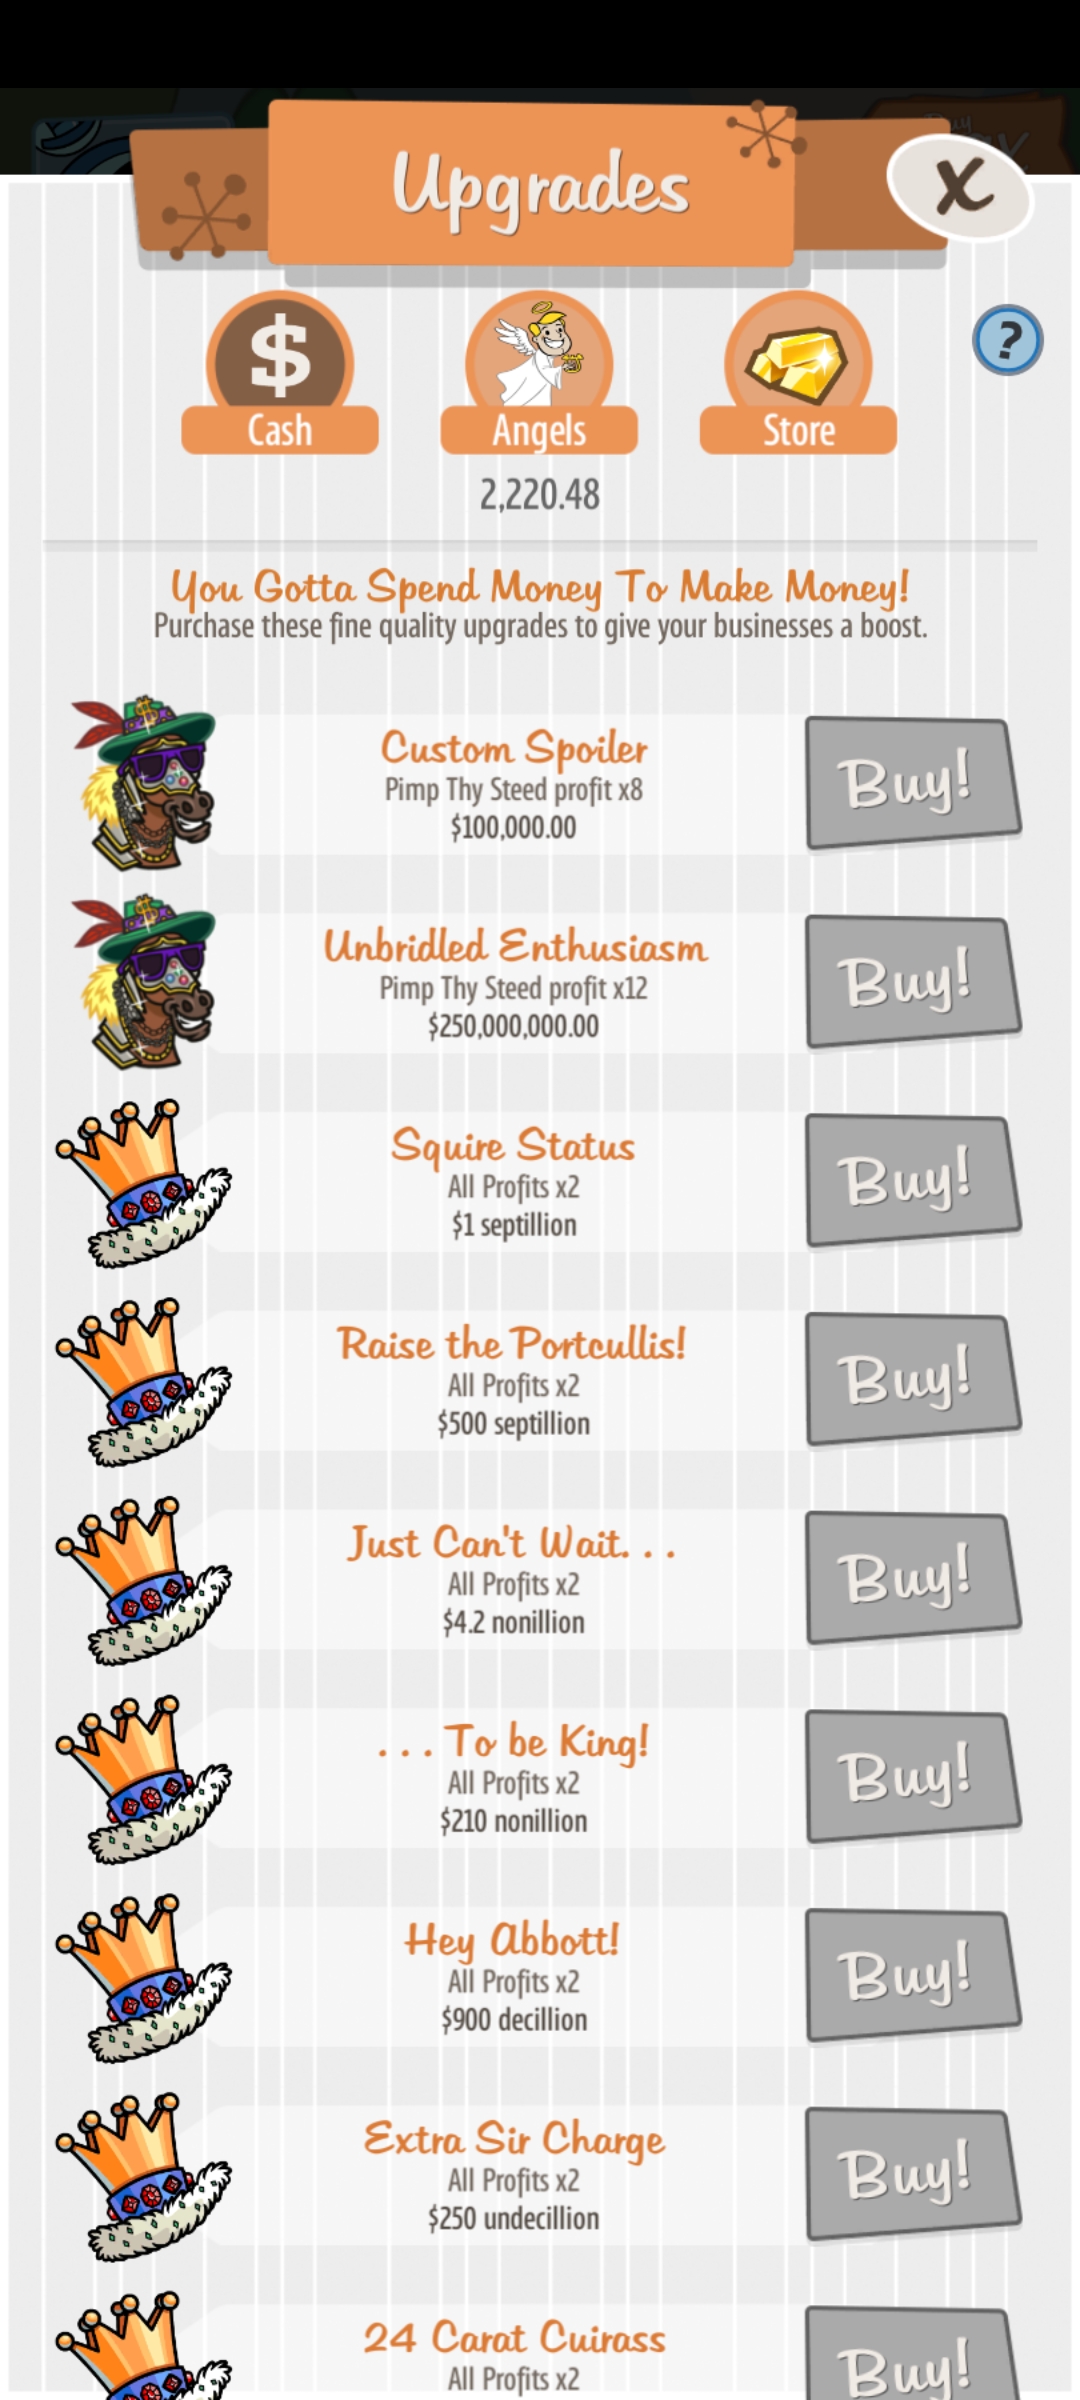 Upgrades
X
$
?
Cash
Angels
Store
2,220.48
You Gotta Spend Money To Make Money!
Purchase these fine quality upgrades to give your businesses a boost.
Custom Spoiler
Pimp Thy Steed profit x8
$100,000.00
Buy!
Unbridled Enthusiasm
Pimp Thy Steed profit x12
$250,000,000.00
Buy!
Squire Status
All Profits x2
$1 septillion
Buy!
Raise the Portcullis!
All Profits x2
$500 septillion
Buy!
Just Can't Wait. . .
All Profits x2
$4.2 nonillion
Buy!
. . . To be King!
All Profits x2
$210 nonillion
Buy!
Hey Abbott!
All Profits x2
$900 decillion
Buy!
Extra Sir Charge
All Profits x2
$250 undecillion
Buy!
24 Carat Cuirass
All Profits x2
Buy!